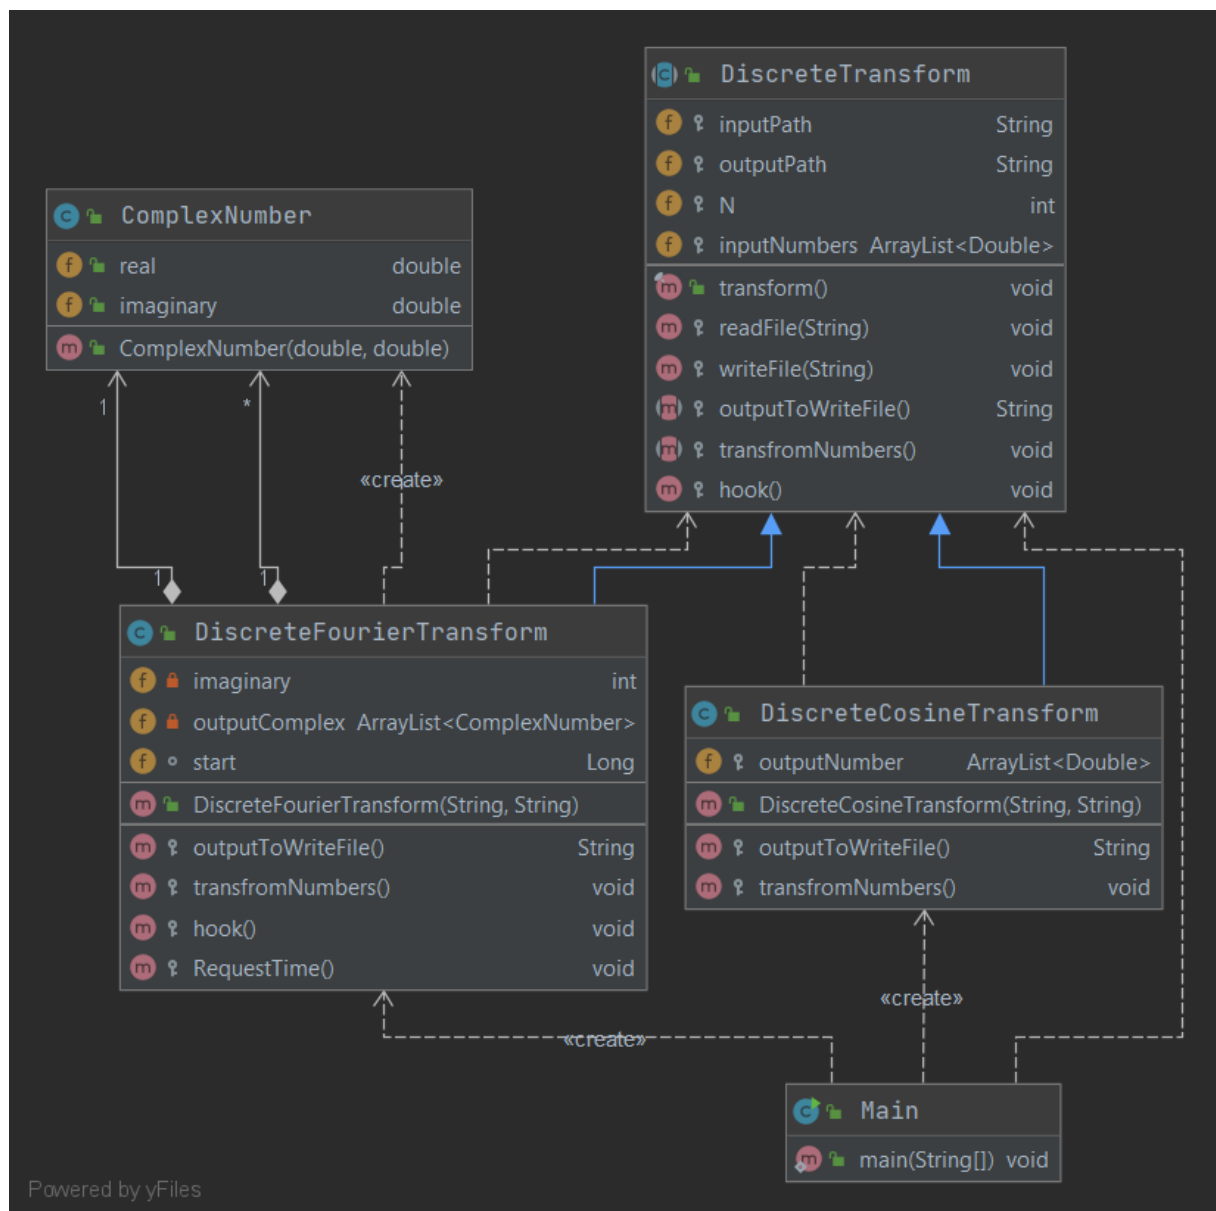 DiscreteTransform
inputPath String
outputPath String
N int
inputNumbers ArrayList<Double>
transform() void
readFile(String) void
writeFile(String) void
outputToWriteFile() String
transfromNumbers() void
hook() void
ComplexNumber
real double
imaginary double
ComplexNumber(double, double)
1
*
«create»
1
1
DiscreteFourierTransform
imaginary int
outputComplex ArrayList<ComplexNumber>
start Long
DiscreteFourierTransform(String, String)
outputToWriteFile() String
transfromNumbers() void
hook() void
RequestTime() void
DiscreteCosineTransform
outputNumber ArrayList<Double>
DiscreteCosineTransform(String, String)
outputToWriteFile() String
transfromNumbers() void
«create»
«create»
Main
main(String[]) void
Powered by yFiles